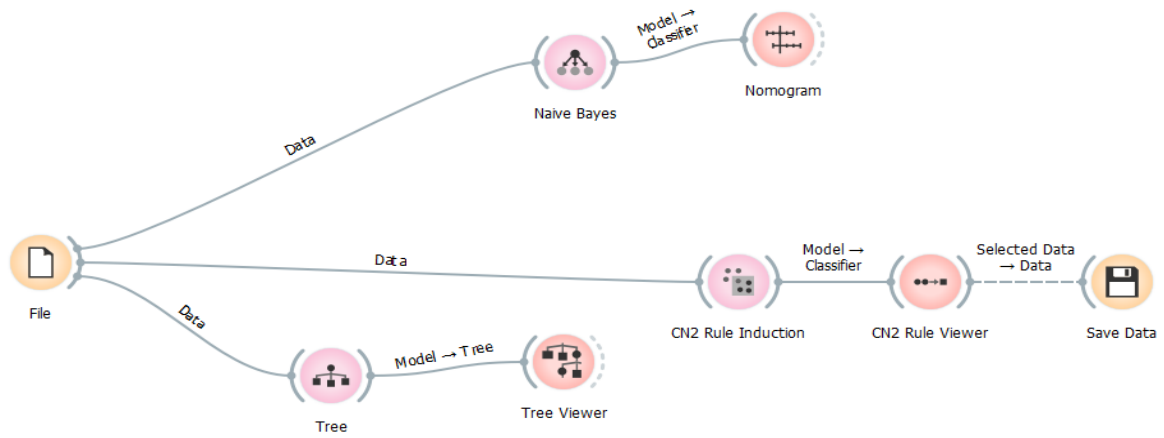 Model →
Classifier
Nomogram
Naive Bayes
Data
Data
Model →
Classifier
Selected Data
→ Data
File
CN2 Rule Induction
CN2 Rule Viewer
Save Data
Data
Model → Tree
Tree
Tree Viewer